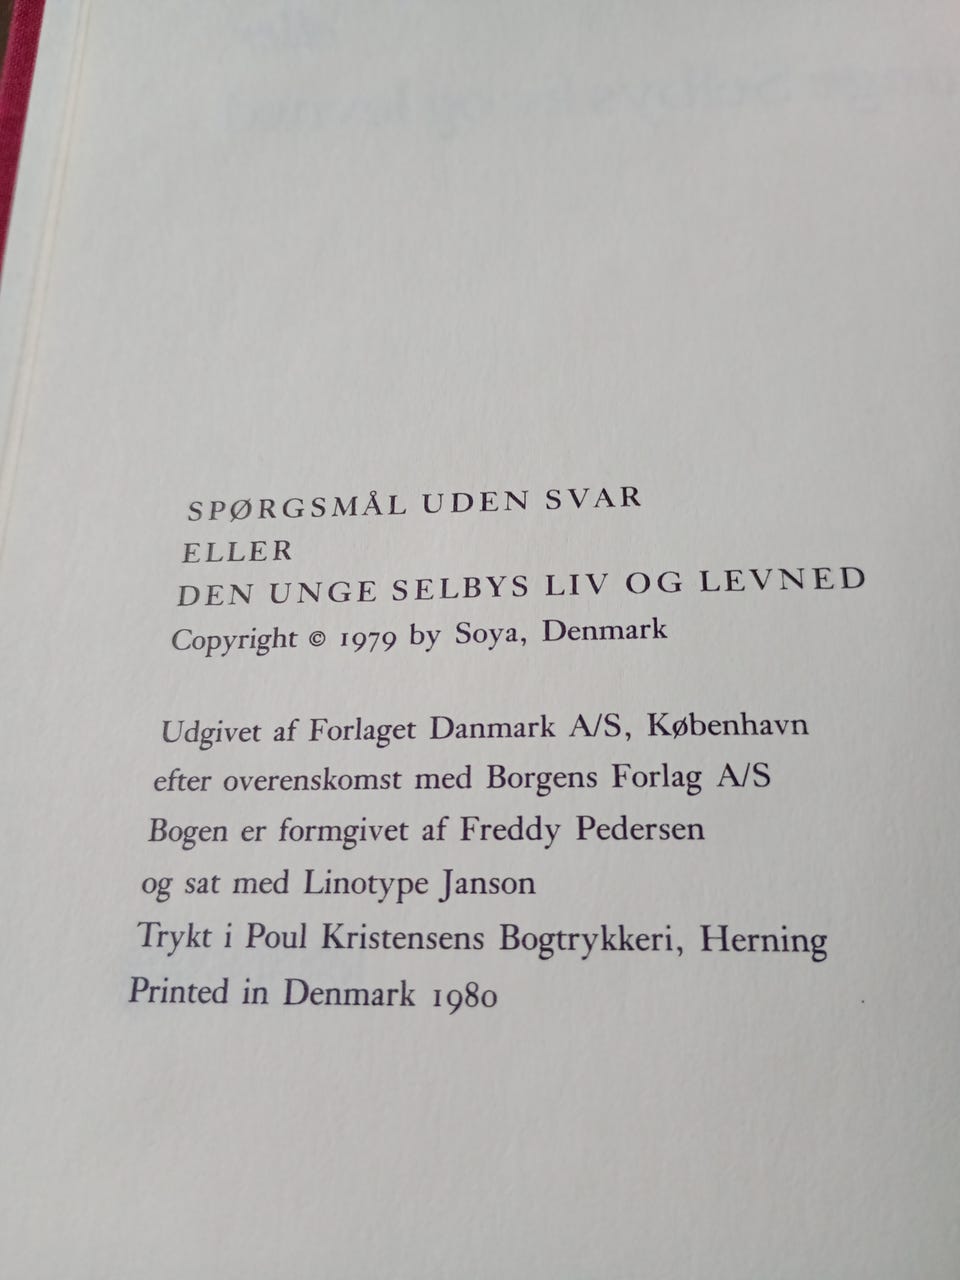 SPØRGSMÅL UDEN SVAR
ELLER
DEN UNGE SELBYS LIV OG LEVNED
Copyright © 1979 by Soya, Denmark
Udgivet af Forlaget Danmark A/S, København
efter overenskomst med Borgens Forlag A/S
Bogen er formgivet af Freddy Pedersen
og sat med Linotype Janson
Trykt i Poul Kristensens Bogtrykkeri, Herning
Printed in Denmark 1980